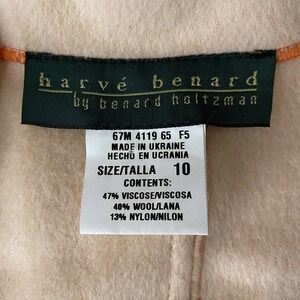 harvé benard
by benard holtzman
67M 4119 65 F5
MADE IN UKRAINE
HECHO EN UCRANIA
SIZE/TALLA 10
CONTENTS:
47% VISCOSE/VISCOSA
40% WOOL/LANA
13% NYLON/NILON